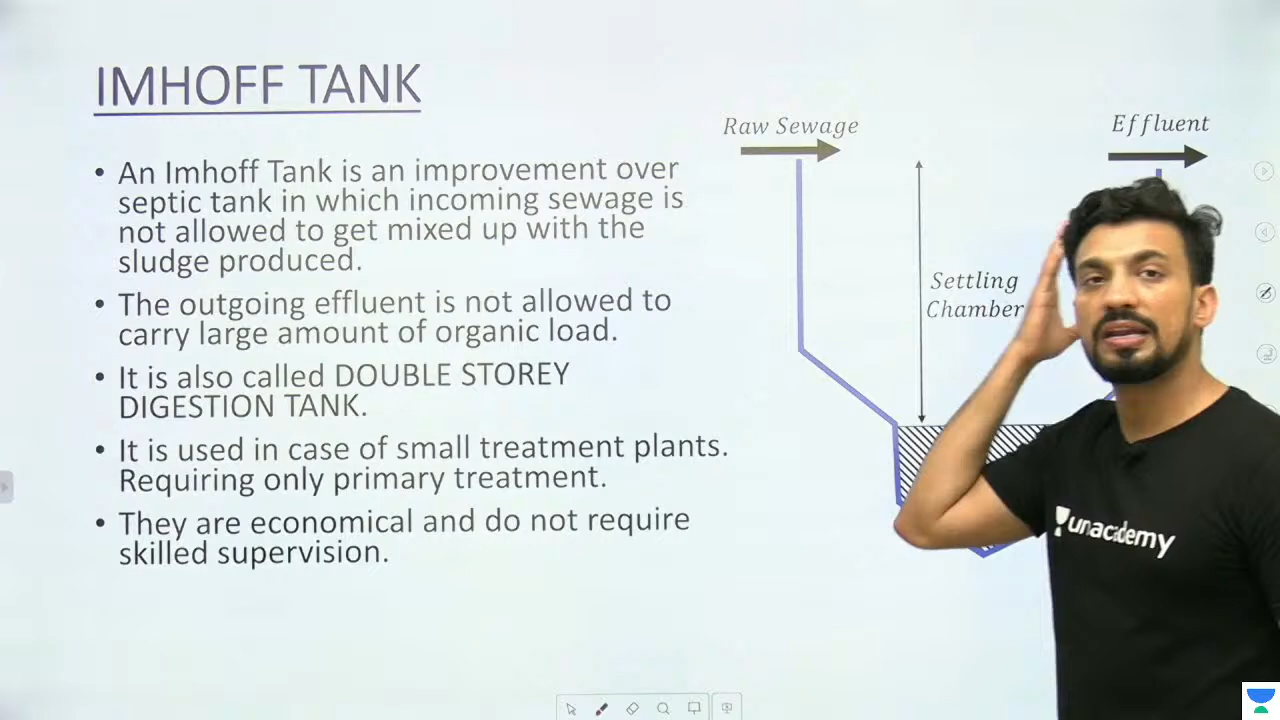 IMHOFF TANK
• An Imhoff Tank is an improvement over
septic tank in which incoming sewage is
not allowed to get mixed up with the
sludge produced.
• The outgoing effluent is not allowed to
carry large amount of organic load.
• It is also called DOUBLE STOREY
DIGESTION TANK.
• It is used in case of small treatment plants.
Requiring only primary treatment.
• They are economical and do not require
skilled supervision.
Raw Sewage
Effluent
Settling
Chamber
unacademy